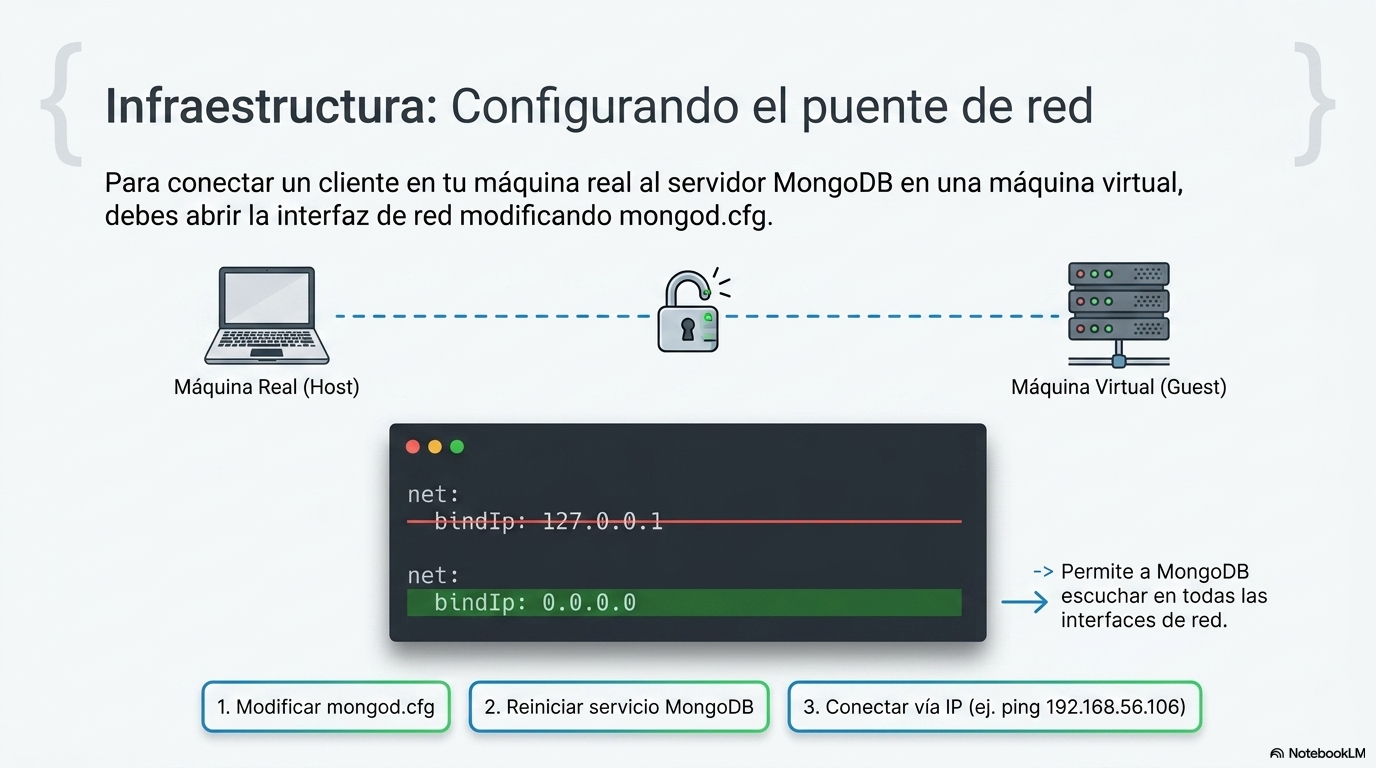 Infraestructura: Configurando el puente de red
Para conectar un cliente en tu máquina real al servidor MongoDB en una máquina virtual,
debes abrir la interfaz de red modificando mongod.cfg.
Máquina Real (Host)
Máquina Virtual (Guest)
net:
  bindIp: 127.0.0.1
net:
  bindIp: 0.0.0.0
-> Permite a MongoDB
escuchar en todas las
interfaces de red.
1. Modificar mongod.cfg
2. Reiniciar servicio MongoDB
3. Conectar vía IP (ej. ping 192.168.56.106)
NotebookLM